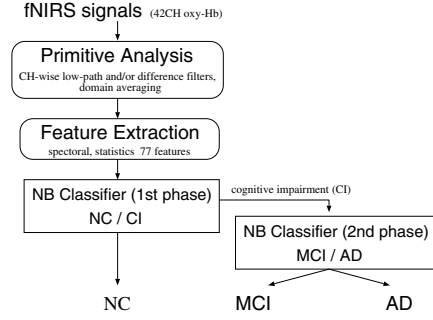 fNIRS signals (42CH oxy-Hb)
Primitive Analysis
CH-wise low-path and/or difference filters,
domain averaging
Feature Extraction
spectoral, statistics 77 features
NB Classifier (1st phase)
NC / CI
cognitive impairment (CI)
NB Classifier (2nd phase)
MCI / AD
NC MCI AD